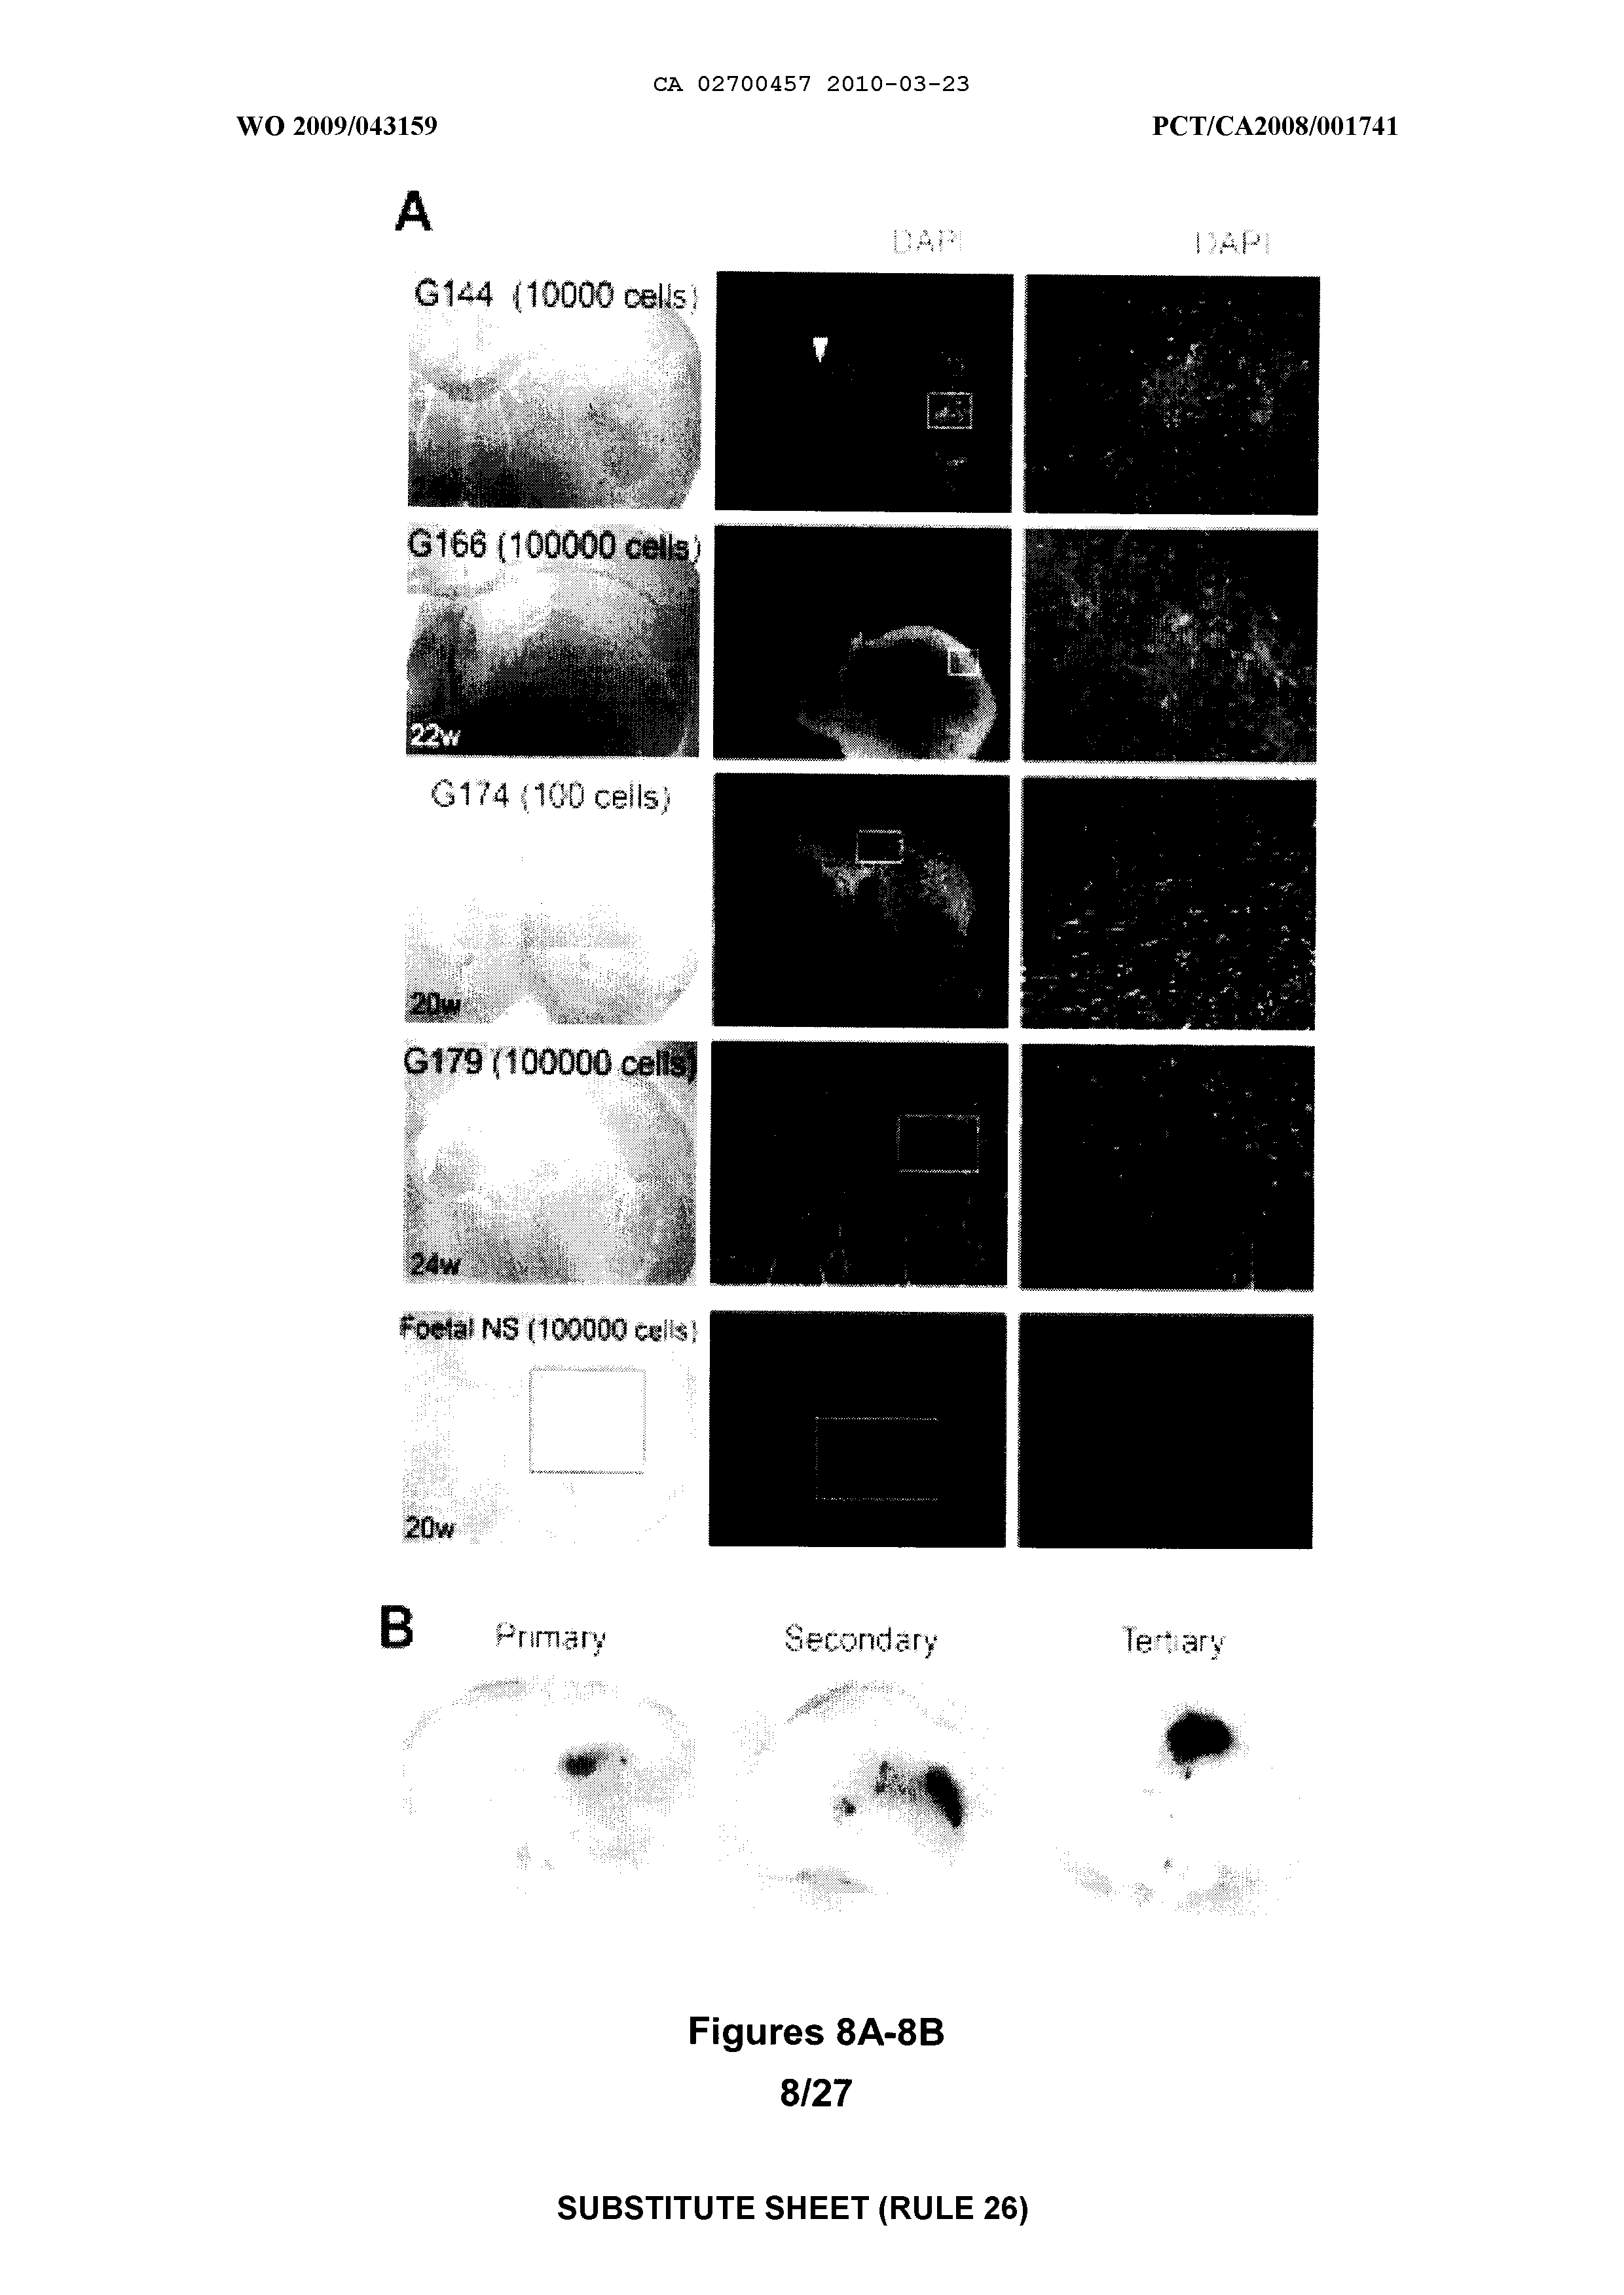 CA 02700457 2010-03-23
WO 2009/043159
PCT/CA2008/001741
A
DAPI
DAPI
G144 (10000 cells)
G166 (100000 cells)
22w
G174 (100 cells)
20w
G179 (100000 cells)
24w
Foetal NS (100000 cells)
20w
B
Primary
Secondary
Tertiary
Figures 8A-8B
8/27
SUBSTITUTE SHEET (RULE 26)